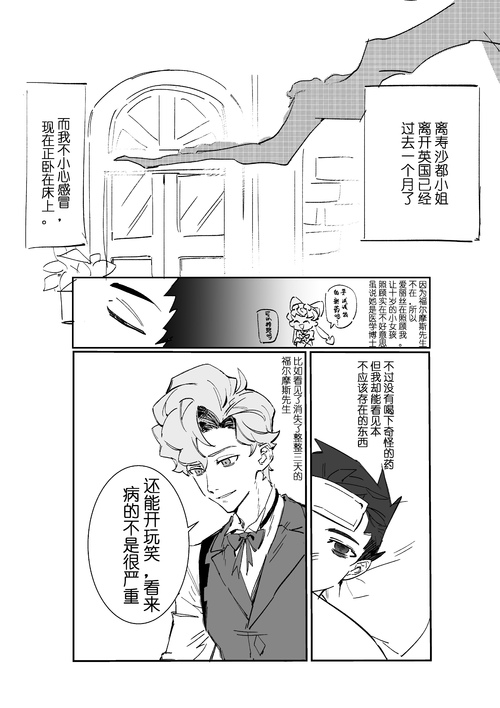 离寿沙都小姐
离开英国已经
过去一个月了
而我不小心感冒，
现在正卧在床上。
因为福尔摩斯先生
不在，所以
爱丽丝在照顾我。
让十岁的小女孩
照顾实在不好意思
虽说她是医学博士
不过没有喝下奇怪的药
但我却能看见本
不应该存在的东西
比如看见了消失了整整三天的
福尔摩斯先生
还能开玩笑，看来
病的不是很严重